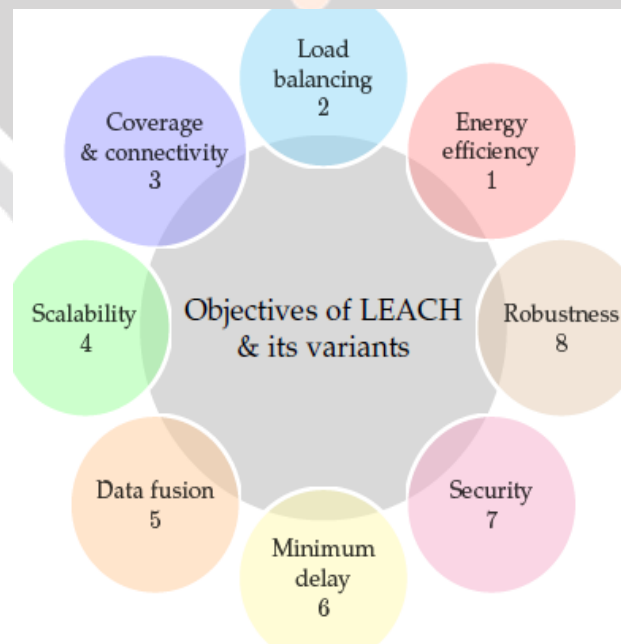 Load
balancing
2
Energy
efficiency
1
Coverage
& connectivity
3
Objectives of LEACH
& its variants
Scalability
4
Robustness
8
Data fusion
5
Security
7
Minimum
delay
6